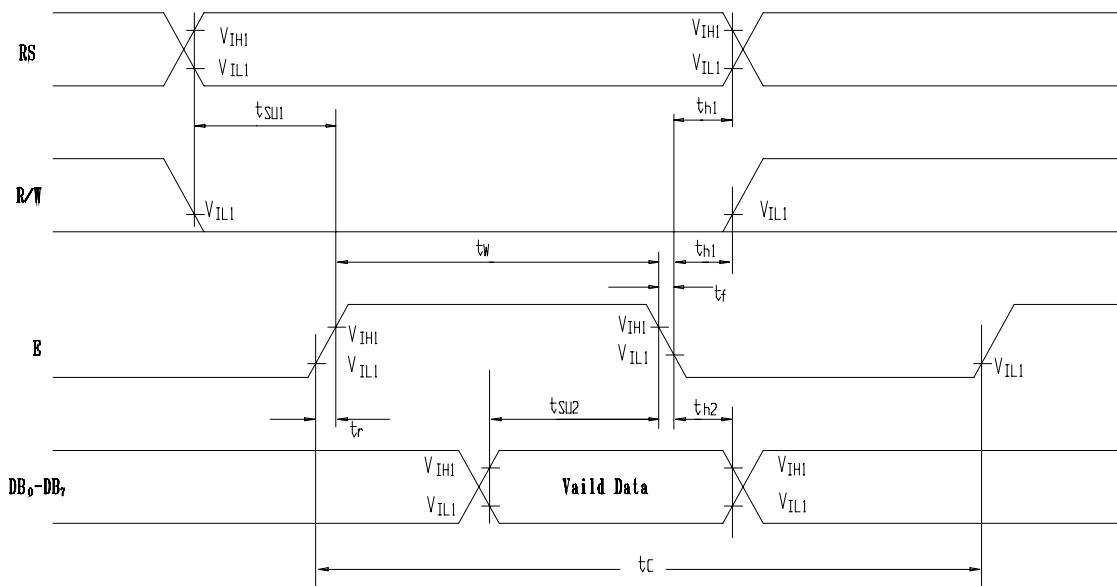 RS
VIH1
VIL1
VIH1
VIL1
tSU1
th1
R/W
VIL1
VIL1
tW
th1
tf
E
VIH1
VIL1
VIH1
VIL1
VIL1
tr
tSU2
th2
DB0-DB7
VIH1
VIL1
Vaild Data
VIH1
VIL1
tC